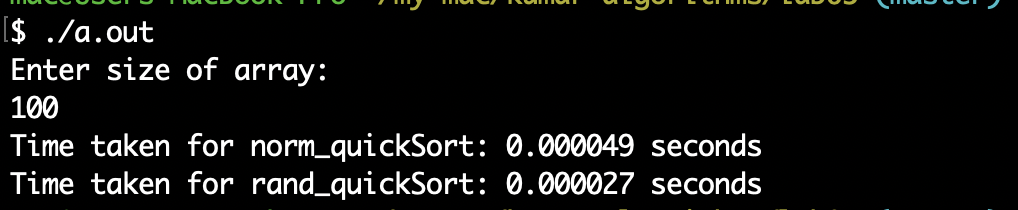 $ ./a.out
Enter size of array:
100
Time taken for norm_quickSort: 0.000049 seconds
Time taken for rand_quickSort: 0.000027 seconds